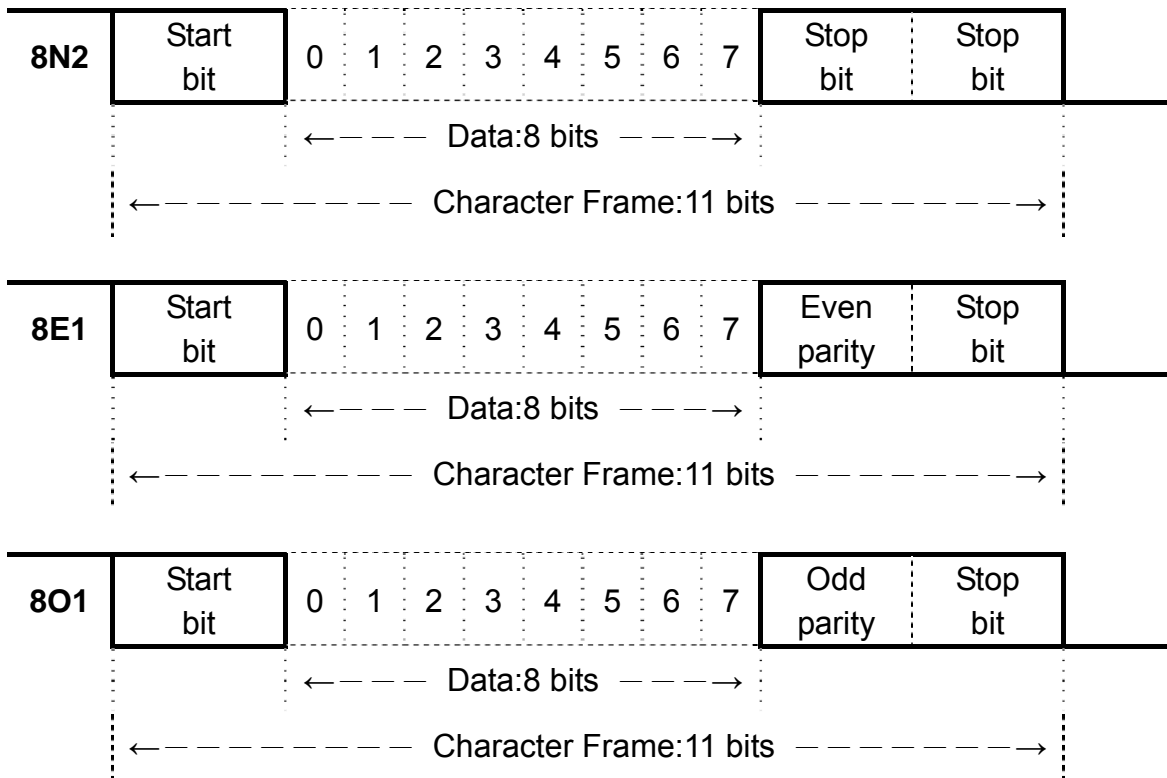 8N2 Start bit 0 1 2 3 4 5 6 7 Stop bit Stop bit
←――― Data:8 bits ―――→
←―――――――― Character Frame:11 bits ―――――――→
8E1 Start bit 0 1 2 3 4 5 6 7 Even parity Stop bit
←――― Data:8 bits ―――→
←―――――――― Character Frame:11 bits ―――――――→
8O1 Start bit 0 1 2 3 4 5 6 7 Odd parity Stop bit
←――― Data:8 bits ―――→
←―――――――― Character Frame:11 bits ―――――――→